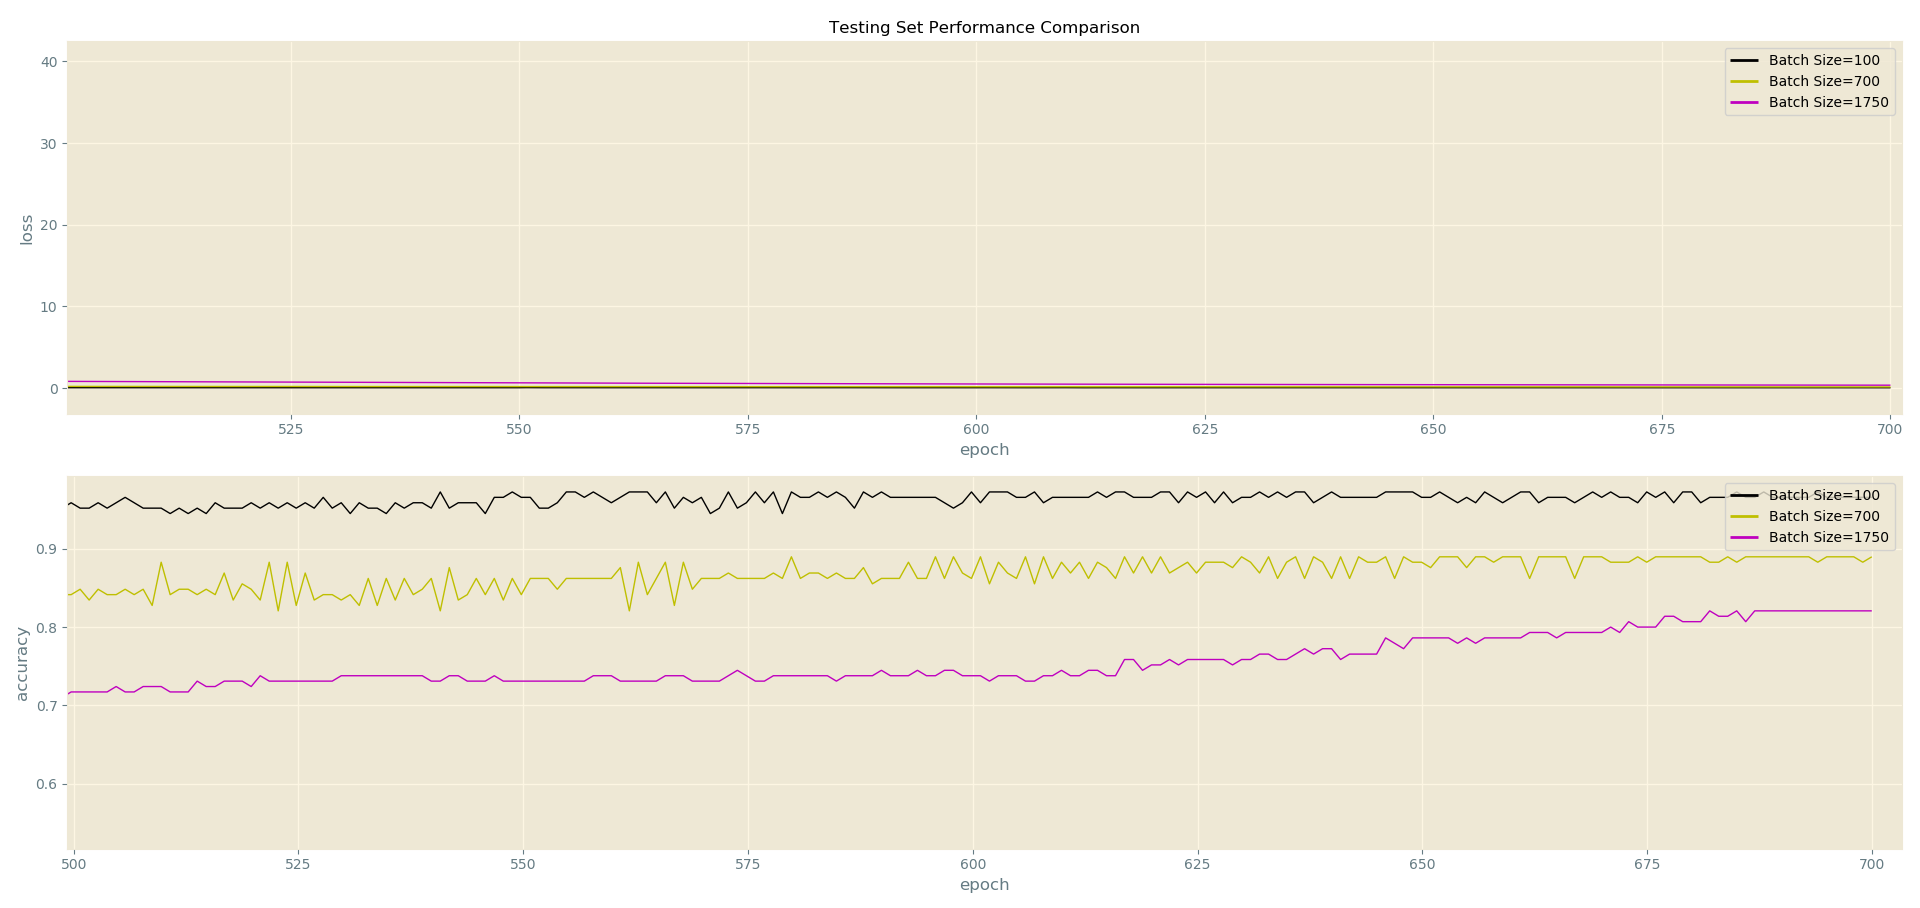 Testing Set Performance Comparison
40
30
20
10
0
loss
Batch Size=100
Batch Size=700
Batch Size=1750
525 550 575 600 625 650 675 700
epoch
0.9
0.8
0.7
0.6
accuracy
Batch Size=100
Batch Size=700
Batch Size=1750
500 525 550 575 600 625 650 675 700
epoch